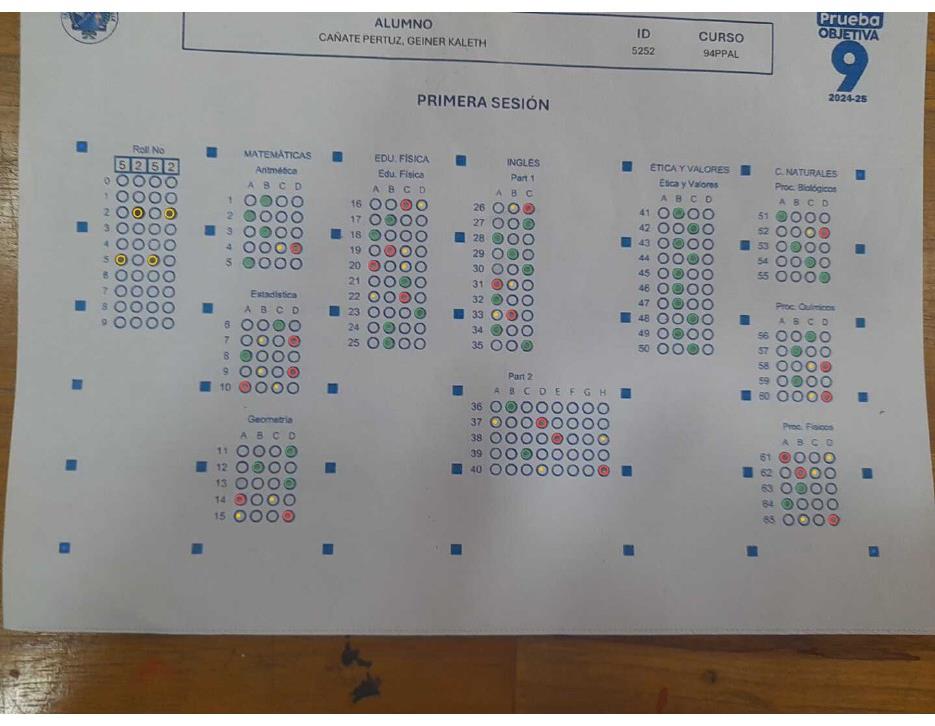 ALUMNO
CAÑATE PERTUZ, GEINER KALETH
ID
5252
CURSO
94PPAL
Prueba
OBJETIVA
9
2024-25
PRIMERA SESIÓN
Roll No
5 2 5 2
0
1
2
3
4
5
6
7
8
9
MATEMÁTICAS
Aritmética
A B C D
1
2
3
4
5
Estadística
6
7
8
9
10
Geometría
A B C D
11
12
13
14
15
EDU. FÍSICA
Edu. Física
A B C D
16
17
18
19
20
21
22
23
24
25
INGLÉS
Part 1
A B C
26
27
28
29
30
31
32
33
34
35
Part 2
A B C D E F G H
36
37
38
39
40
ÉTICA Y VALORES
Ética y Valores
A B C D
41
42
43
44
45
46
47
48
49
50
C. NATURALES
Proc. Biológicos
A B C D
51
52
53
54
55
Proc. Químicos
A B C D
56
57
58
59
60
Proc. Físicos
A B C D
61
62
63
64
65